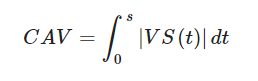 CAV = ∫₀ˢ |VS(t)| dt